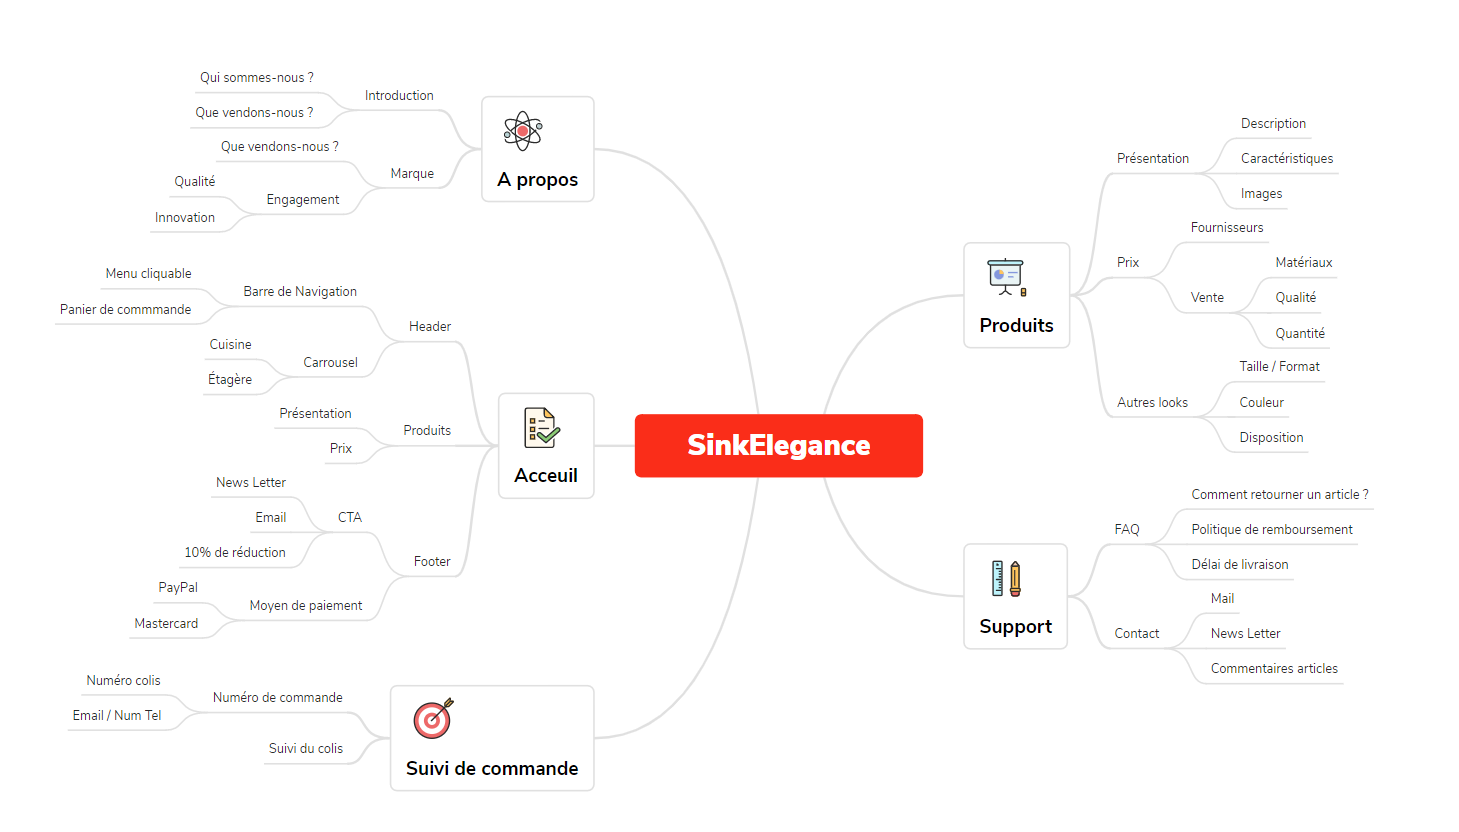 SinkElegance
A propos
Introduction
Qui sommes-nous ?
Que vendons-nous ?
Marque
Que vendons-nous ?
Engagement
Qualité
Innovation
Acceuil
Header
Barre de Navigation
Menu cliquable
Panier de commmande
Carrousel
Cuisine
Étagère
Produits
Présentation
Prix
Footer
CTA
News Letter
Email
10% de réduction
Moyen de paiement
PayPal
Mastercard
Suivi de commande
Numéro de commande
Numéro colis
Email / Num Tel
Suivi du colis
Produits
Présentation
Description
Caractéristiques
Images
Prix
Fournisseurs
Vente
Matériaux
Qualité
Quantité
Autres looks
Taille / Format
Couleur
Disposition
Support
FAQ
Comment retourner un article ?
Politique de remboursement
Délai de livraison
Contact
Mail
News Letter
Commentaires articles